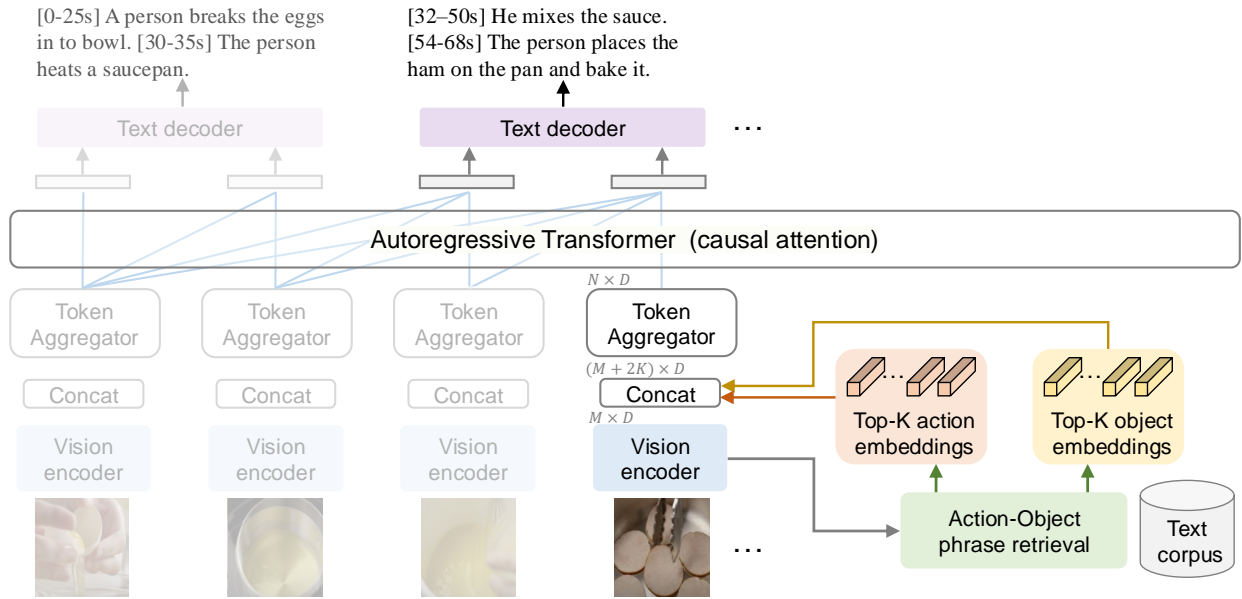 [0-25s] A person breaks the eggs
in to bowl. [30-35s] The person
heats a saucepan.
[32–50s] He mixes the sauce.
[54-68s] The person places the
ham on the pan and bake it.
Text decoder
Text decoder
...
Autoregressive Transformer (causal attention)
N × D
Token
Aggregator
Token
Aggregator
Token
Aggregator
Token
Aggregator
(M + 2K) × D
Concat
Concat
Concat
Concat
M × D
Vision
encoder
Vision
encoder
Vision
encoder
Vision
encoder
...
...
Top-K action
embeddings
...
Top-K object
embeddings
Action-Object
phrase retrieval
Text
corpus